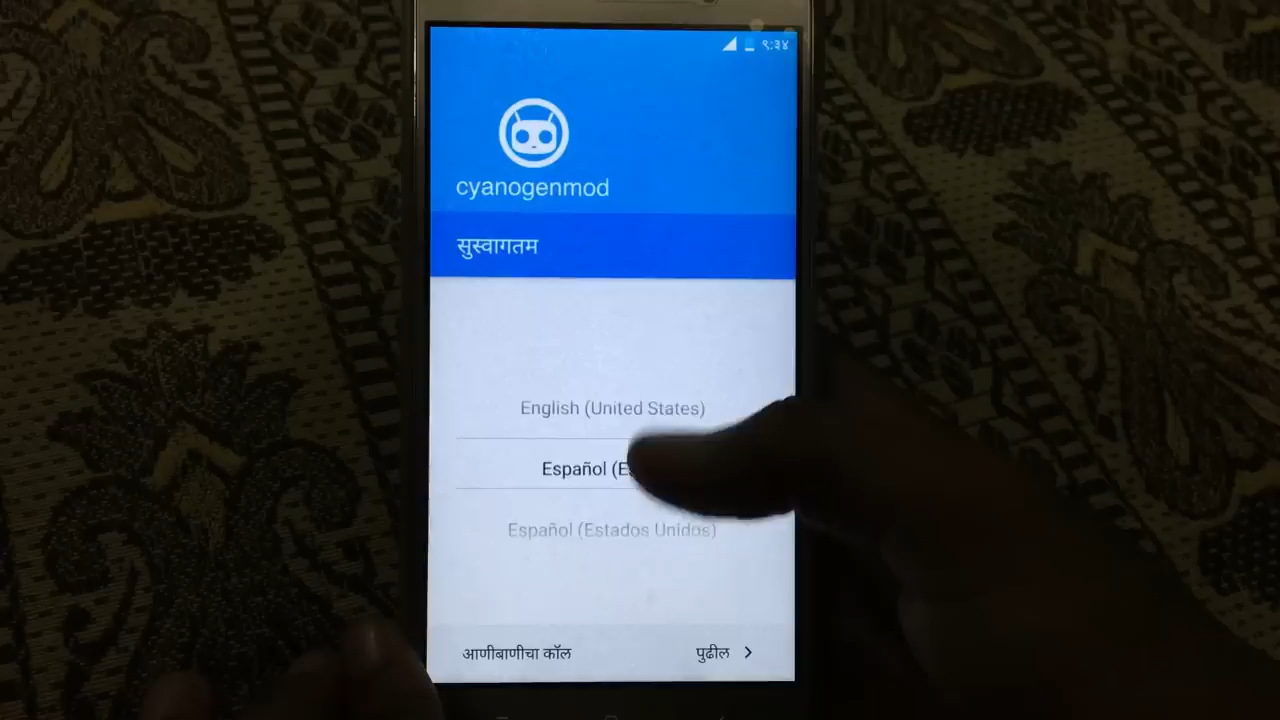 ९:३४
cyanogenmod
सुस्वागतम
English (United States)
Español
Español (Estados Unidos)
आणीबाणीचा कॉल
पुढील